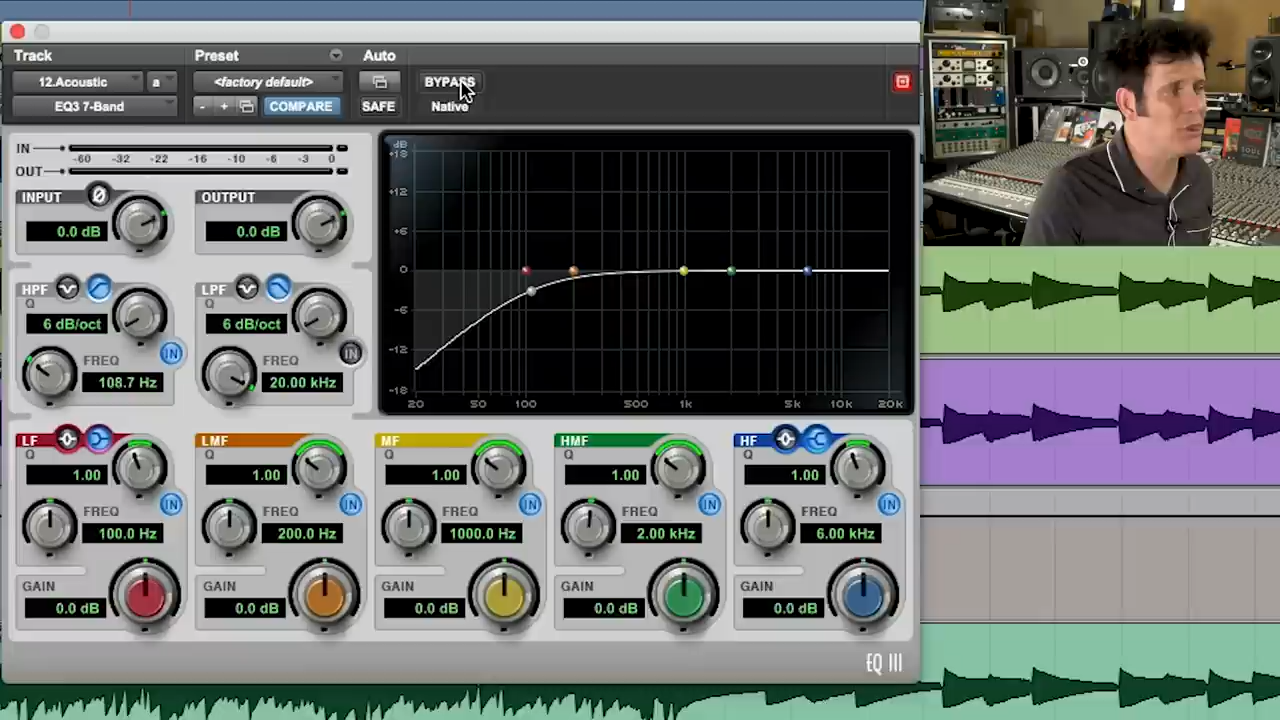 Track Preset Auto
12.Acoustic a <factory default> BYPASS
EQ3 7-Band - + COMPARE SAFE Native
IN -60 -32 -22 -16 -10 -6 -3 0
OUT
INPUT Ø OUTPUT
0.0 dB 0.0 dB
HPF LPF
Q Q
6 dB/oct 6 dB/oct
IN IN
FREQ FREQ
108.7 Hz 20.00 kHz
dB
+18
+12
+6
0
-6
-12
-18
20 50 100 500 1k 5k 10k 20k
LF LMF MF HMF HF
Q Q Q Q Q
1.00 1.00 1.00 1.00 1.00
IN IN IN IN IN
FREQ FREQ FREQ FREQ FREQ
100.0 Hz 200.0 Hz 1000.0 Hz 2.00 kHz 6.00 kHz
GAIN GAIN GAIN GAIN GAIN
0.0 dB 0.0 dB 0.0 dB 0.0 dB 0.0 dB
EQ III